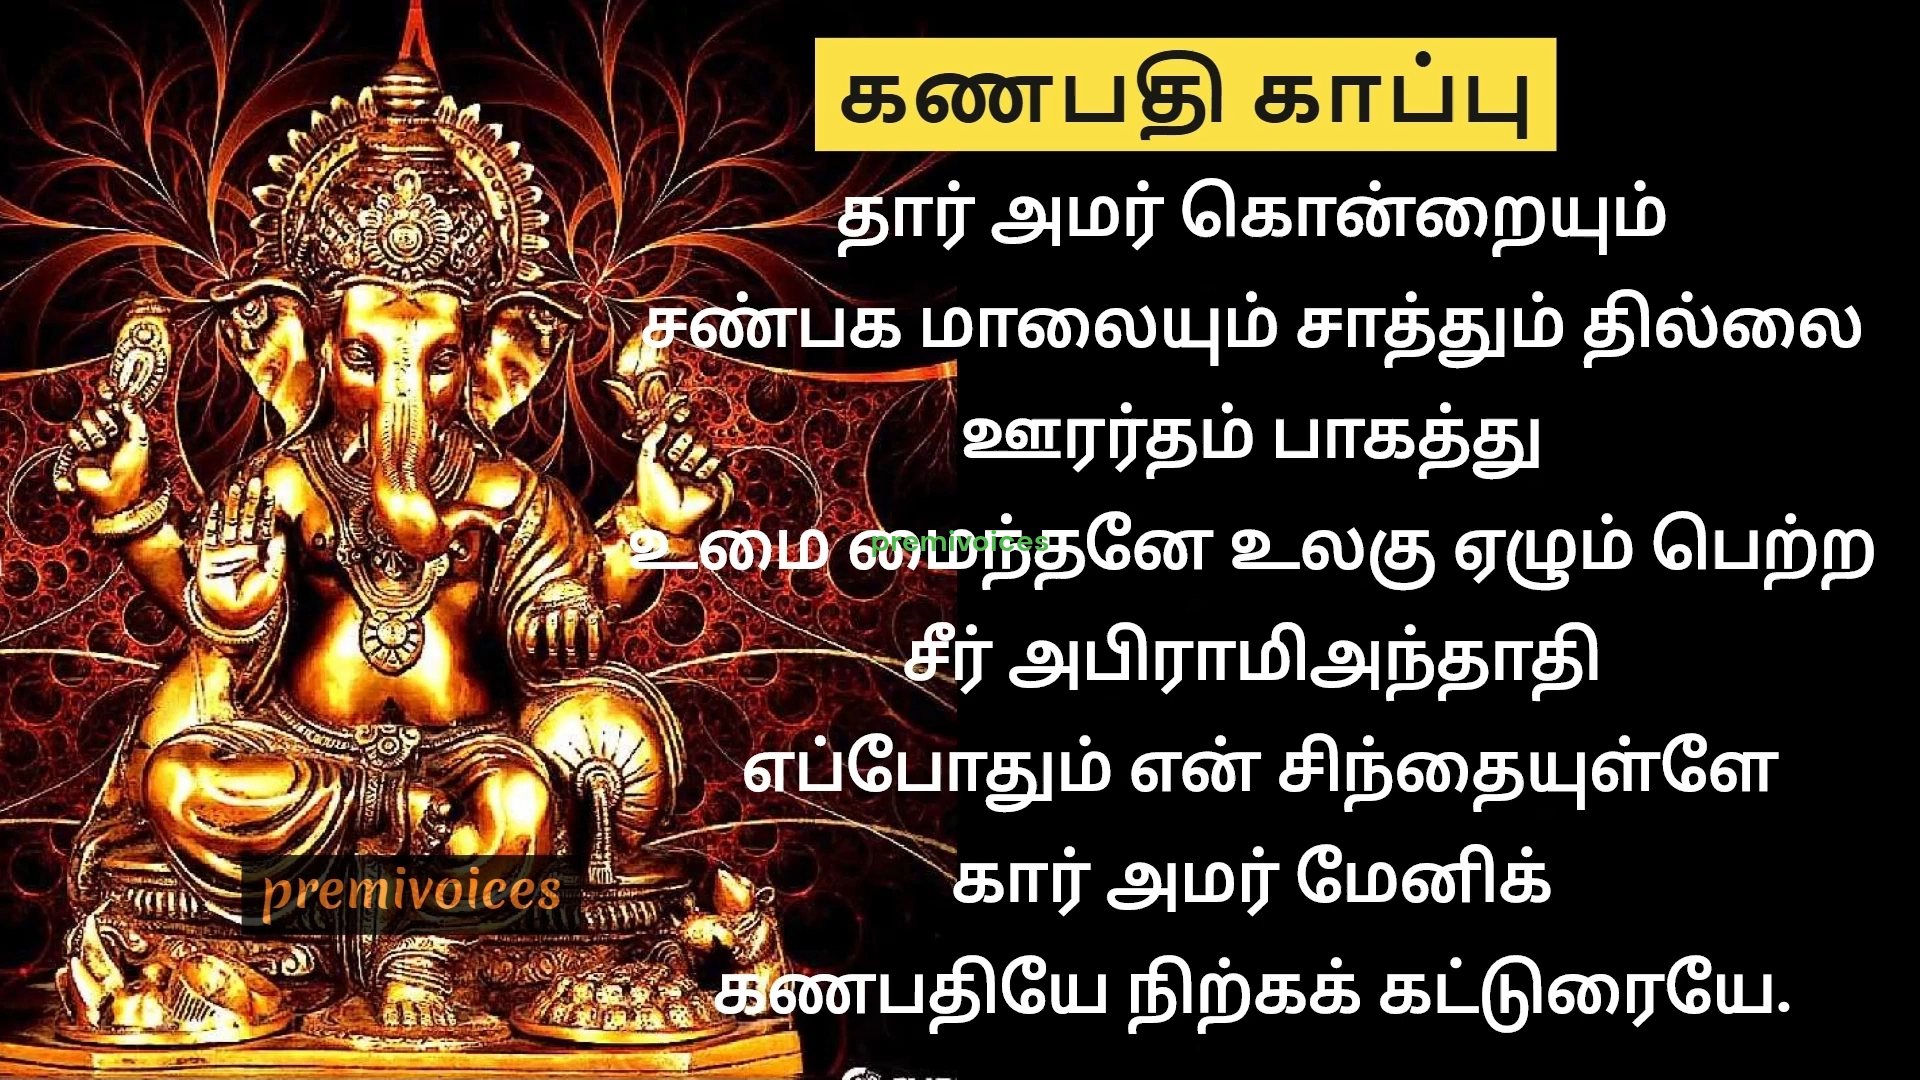 கணபதி காப்பு
தார் அமர் கொன்றையும்
சண்பக மாலையும் சாத்தும் தில்லை
ஊரர்தம் பாகத்து
உமை மைந்தனே உலகு ஏழும் பெற்ற
premivoices
சீர் அபிராமிஅந்தாதி
எப்போதும் என் சிந்தையுள்ளே
கார் அமர் மேனிக்
premivoices
கணபதியே நிற்கக் கட்டுரையே.